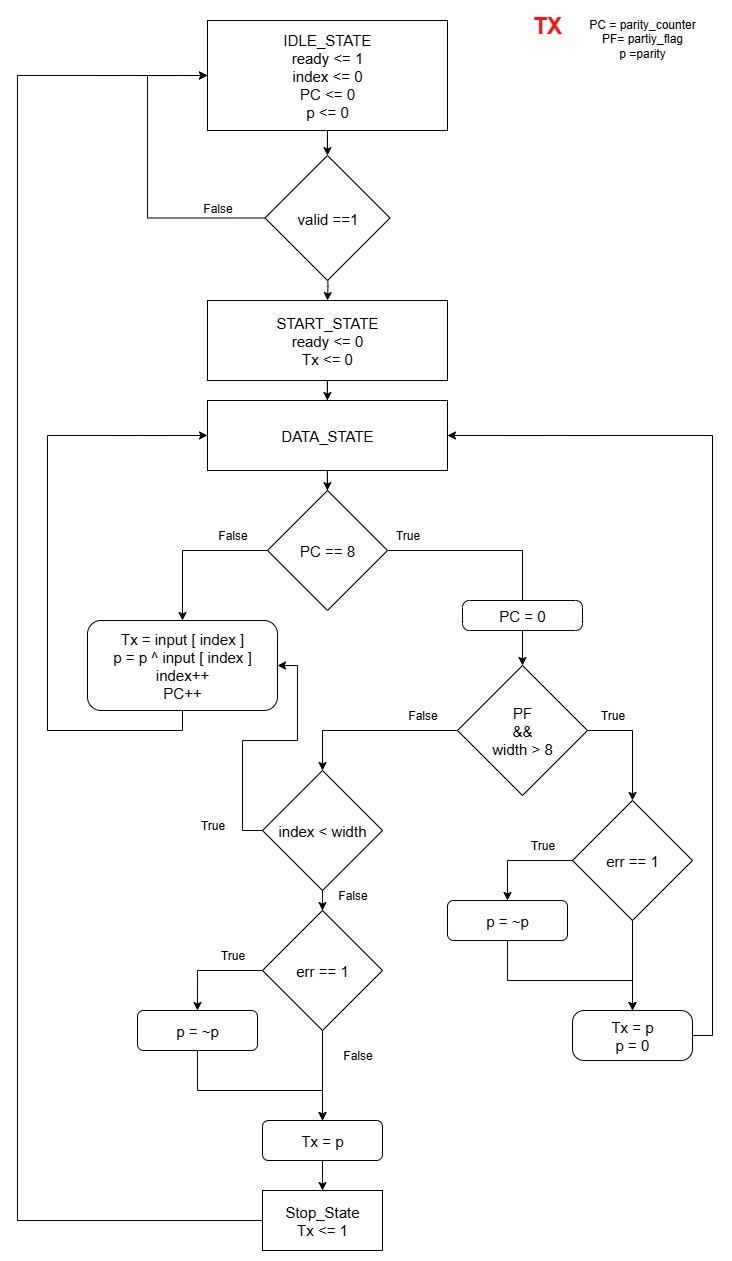 TX
PC = parity_counter
PF= partiy_flag
p =parity
IDLE_STATE
ready <= 1
index <= 0
PC <= 0
p <= 0
False
valid ==1
START_STATE
ready <= 0
Tx <= 0
DATA_STATE
False
PC == 8
True
Tx = input [ index ]
p = p ^ input [ index ]
index++
PC++
PC = 0
False
PF
&&
width > 8
True
True
index < width
False
True
err == 1
p = ~p
True
err == 1
p = ~p
False
Tx = p
p = 0
Tx = p
Stop_State
Tx <= 1